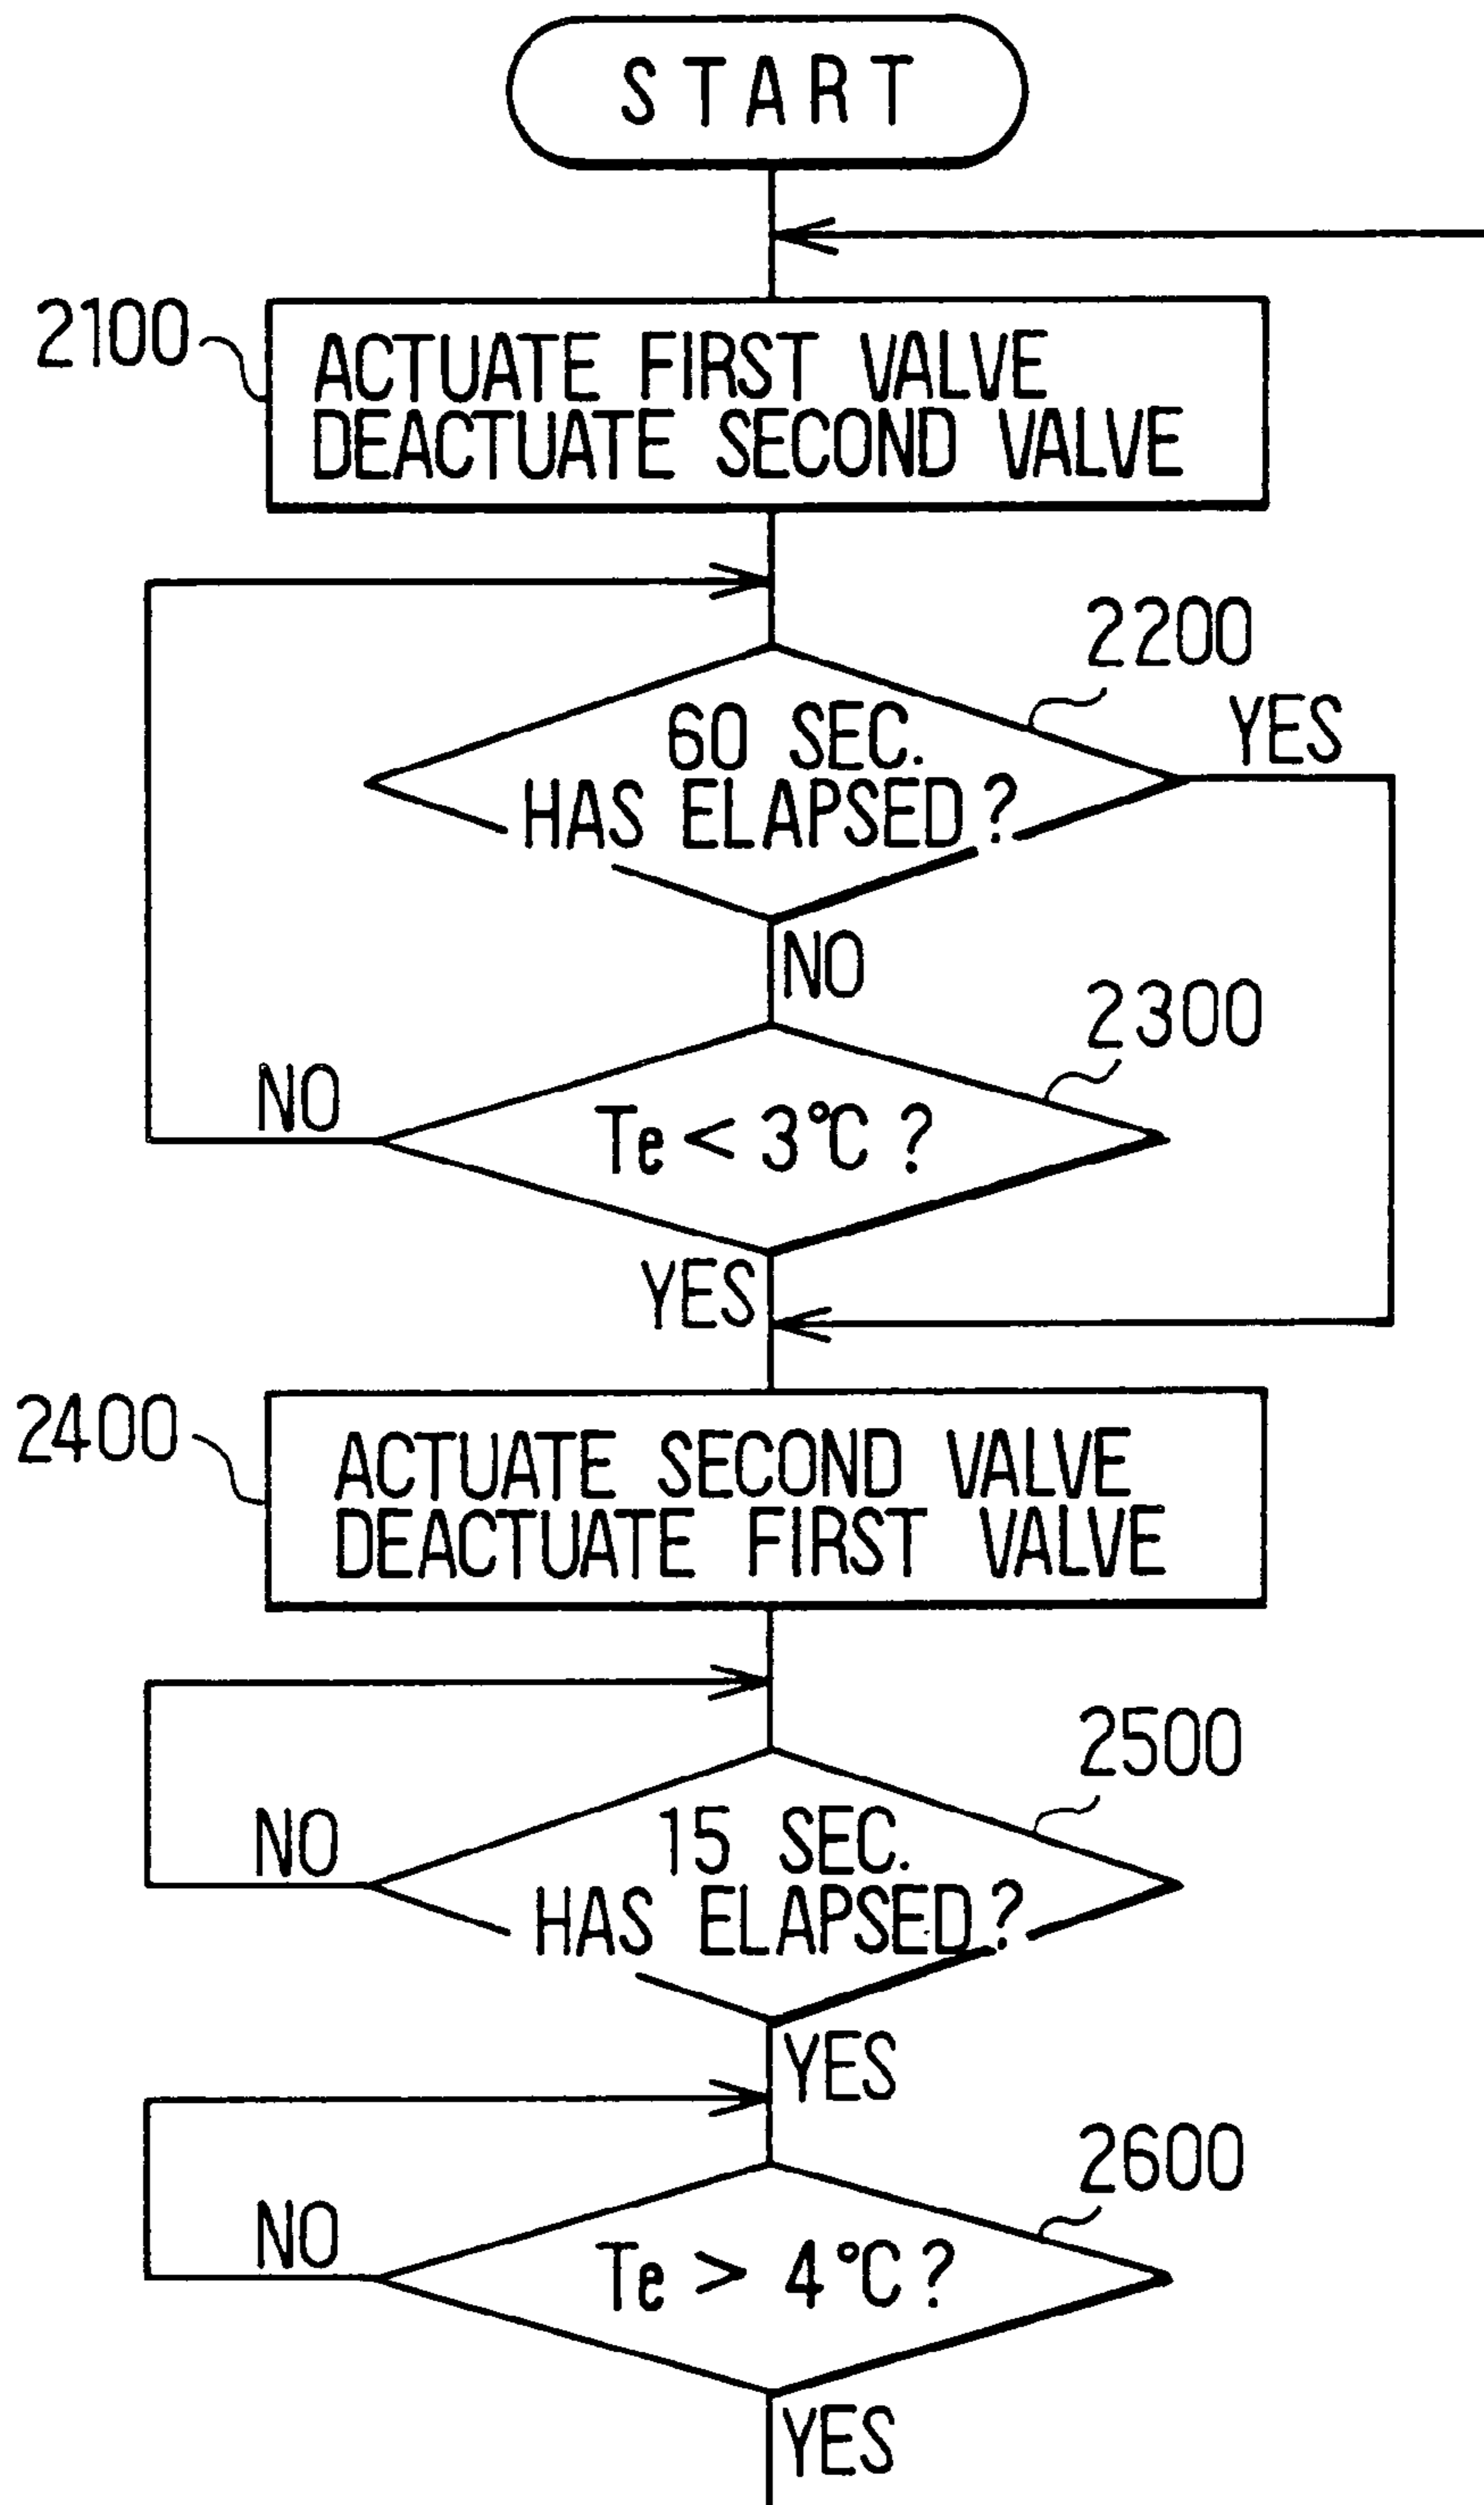 START
2100
ACTUATE FIRST VALVE
DEACTUATE SECOND VALVE
2200
YES
60 SEC.
HAS ELAPSED?
NO
2300
NO
Te < 3°C ?
YES
2400
ACTUATE SECOND VALVE
DEACTUATE FIRST VALVE
2500
NO
15 SEC.
HAS ELAPSED?
YES
2600
NO
Te > 4°C?
YES